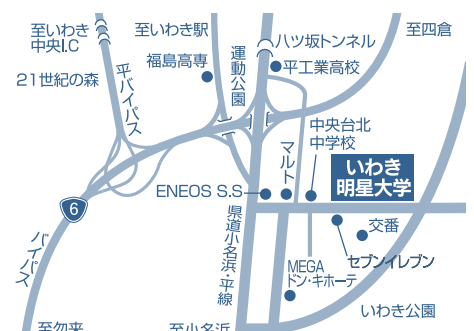 至いわき
中央I.C
至いわき駅
至四倉
八ツ坂トンネル
福島高専
運動公園
平工業高校
21世紀の森
平バイパス
中央台北
中学校
マルト
いわき
明星大学
ENEOS S.S
6
県道小名浜・平線
交番
セブンイレブン
バイパス
MEGA
ドン・キホーテ
いわき公園
至勿来
至小名浜